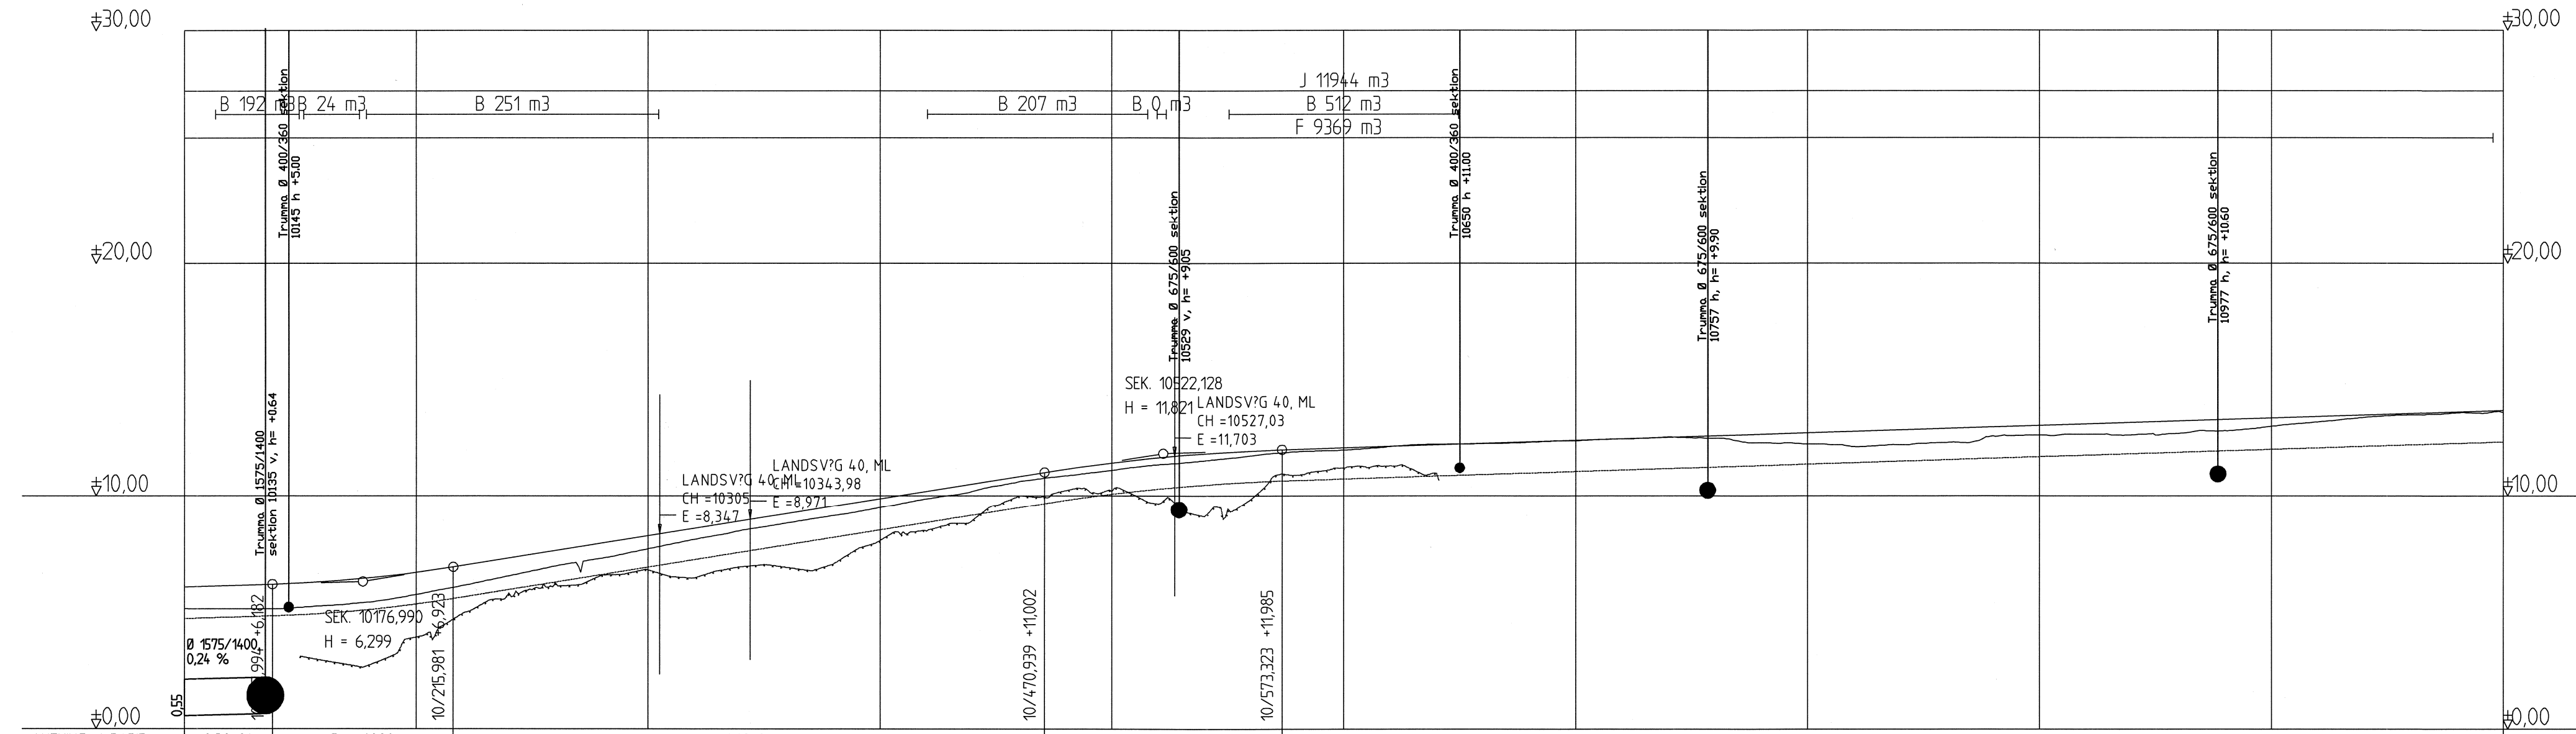 ±30,00
±30,00
J 11944 m3
B 192 m3
B 24 m3
B 251 m3
B 207 m3
B 0 m3
B 512 m3
F 9369 m3
Trumma Ø 400/360 sektion
10145 h +5.00
Trumma Ø 400/360 sektion
10650 h +11.00
Trumma Ø 675/600 sektion
10529 v, h= +9.05
Trumma Ø 675/600 sektion
10757 h, h= +9.90
Trumma Ø 675/600 sektion
10977 h, h= +10.60
±20,00
±20,00
Trumma Ø 1575/1400
sektion 10135 v, h= +0.64
SEK. 10522,128
H = 11,821
LANDSV?G 40, ML
CH =10527,03
E =11,703
LANDSV?G 40, ML
CH =10343,98
E =8,971
LANDSV?G 40, ML
CH =10305
E =8,347
±10,00
±10,00
SEK. 10176,990
H = 6,299
Ø 1575/1400
0,24 %
0,55
994 +6,182
10/215,981 +6,923
10/470,939 +11,002
10/573,323 +11,985
±0,00
±0,00